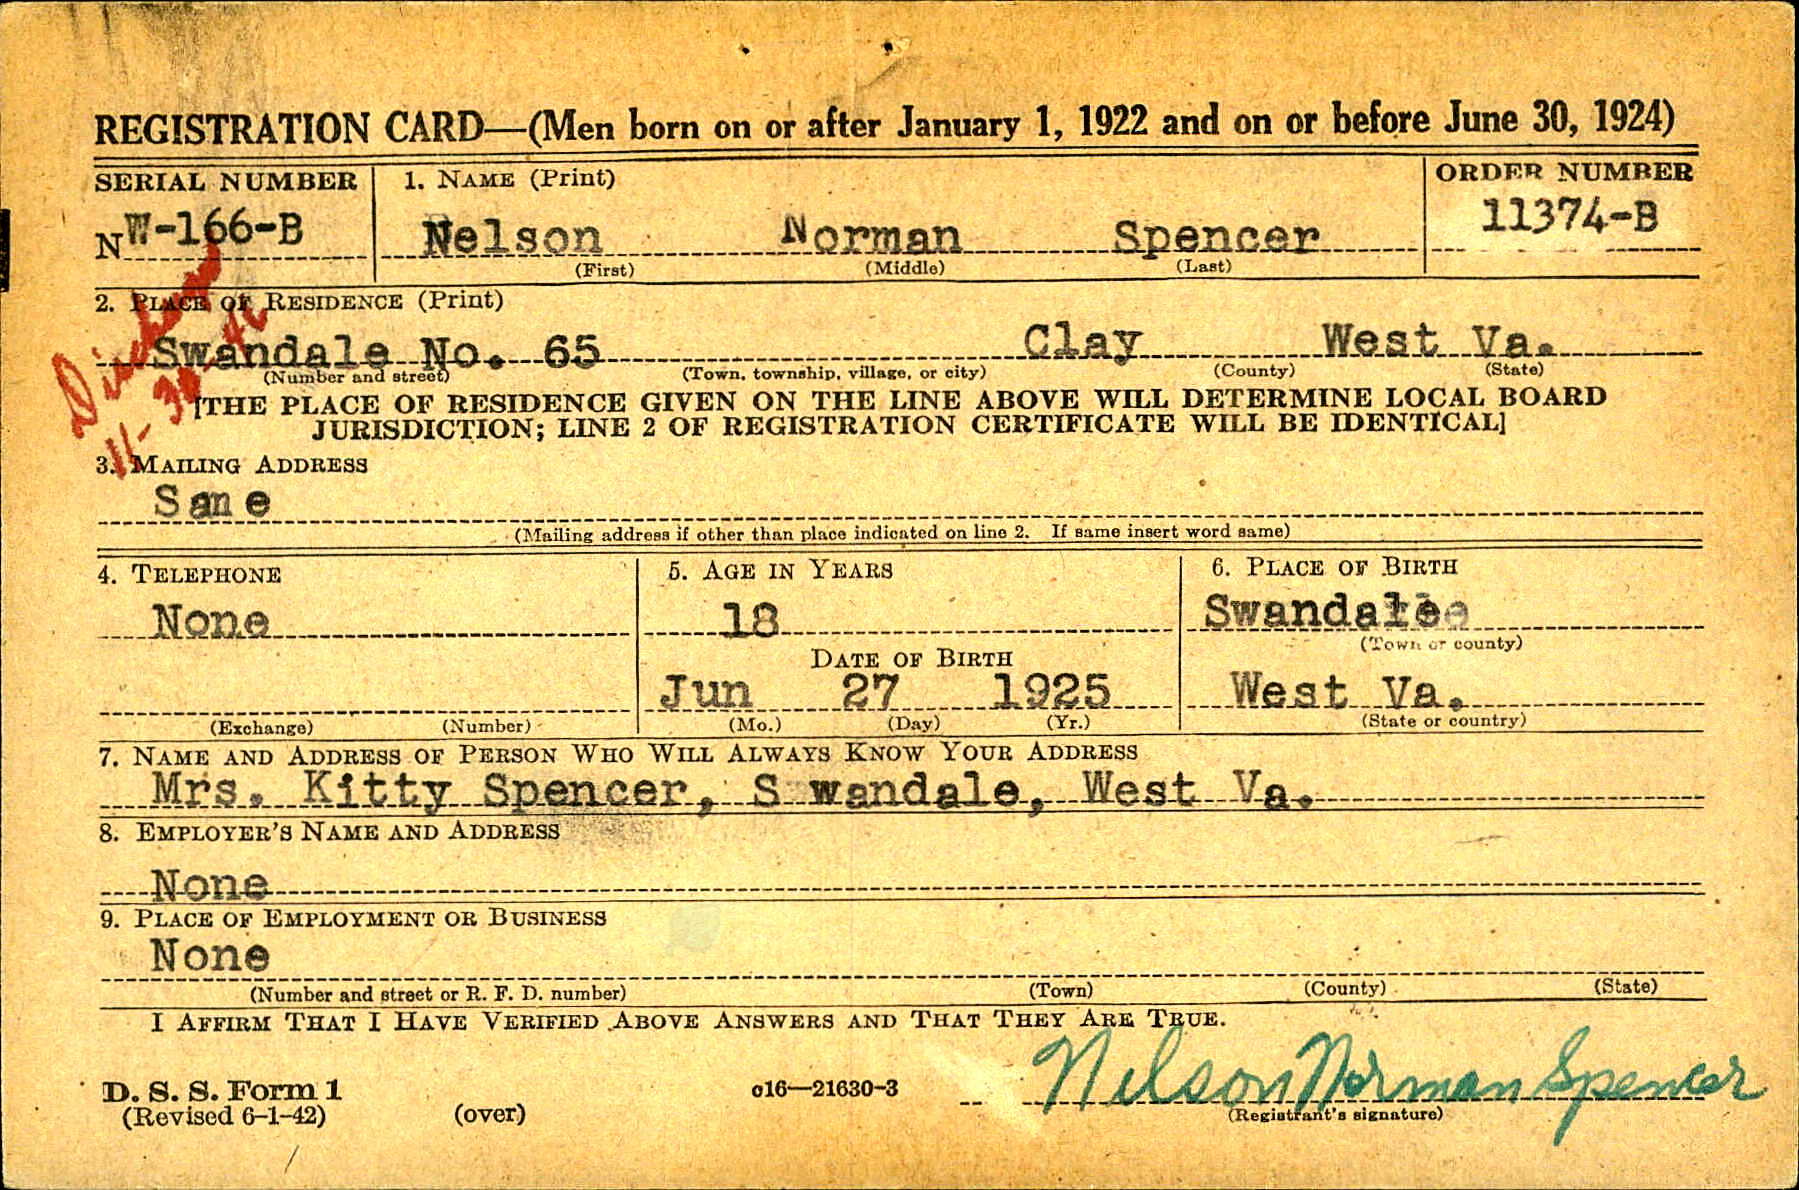 REGISTRATION CARD—(Men born on or after January 1, 1922 and on or before June 30, 1924)
SERIAL NUMBER
1. NAME (Print)
ORDER NUMBER
N W-166-B
Nelson Norman Spencer
11374-B
(First) (Middle) (Last)
2. PLACE OF RESIDENCE (Print)
Swandale No. 65 Clay West Va.
(Number and street) (Town, township, village, or city) (County) (State)
[THE PLACE OF RESIDENCE GIVEN ON THE LINE ABOVE WILL DETERMINE LOCAL BOARD
JURISDICTION; LINE 2 OF REGISTRATION CERTIFICATE WILL BE IDENTICAL]
11-30-46
3. MAILING ADDRESS
Sane
(Mailing address if other than place indicated on line 2. If same insert word same)
4. TELEPHONE
5. AGE IN YEARS
6. PLACE OF BIRTH
None
18
Swandale
(Town or county)
DATE OF BIRTH
Jun 27 1925
West Va.
(Exchange) (Number)
(Mo.) (Day) (Yr.)
(State or country)
7. NAME AND ADDRESS OF PERSON WHO WILL ALWAYS KNOW YOUR ADDRESS
Mrs. Kitty Spencer, S wandale, West Va.
8. EMPLOYER'S NAME AND ADDRESS
None
9. PLACE OF EMPLOYMENT OR BUSINESS
None
(Number and street or R. F. D. number) (Town) (County) (State)
I AFFIRM THAT I HAVE VERIFIED ABOVE ANSWERS AND THAT THEY ARE TRUE.
Nelson Norman Spencer
D. S. S. Form 1
(Revised 6-1-42)
(over)
c16—21630-3
(Registrant's signature)